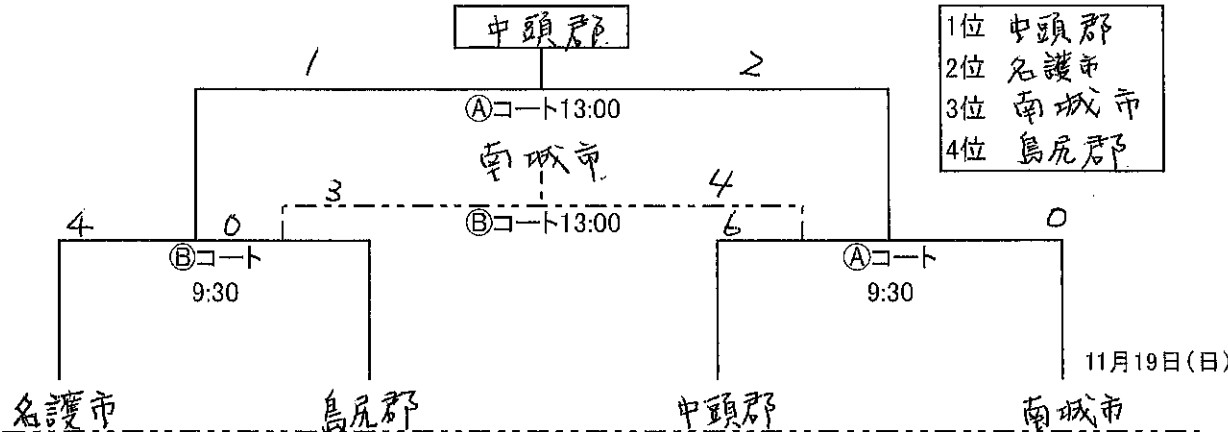 中頭郡
1 2
Ⓐコート13:00
南城市
3 4
Ⓑコート13:00
4 0 6 0
Ⓑコート Ⓐコート
9:30 9:30
11月19日(日)
名護市 島尻郡 中頭郡 南城市
1位 中頭郡
2位 名護市
3位 南城市
4位 島尻郡